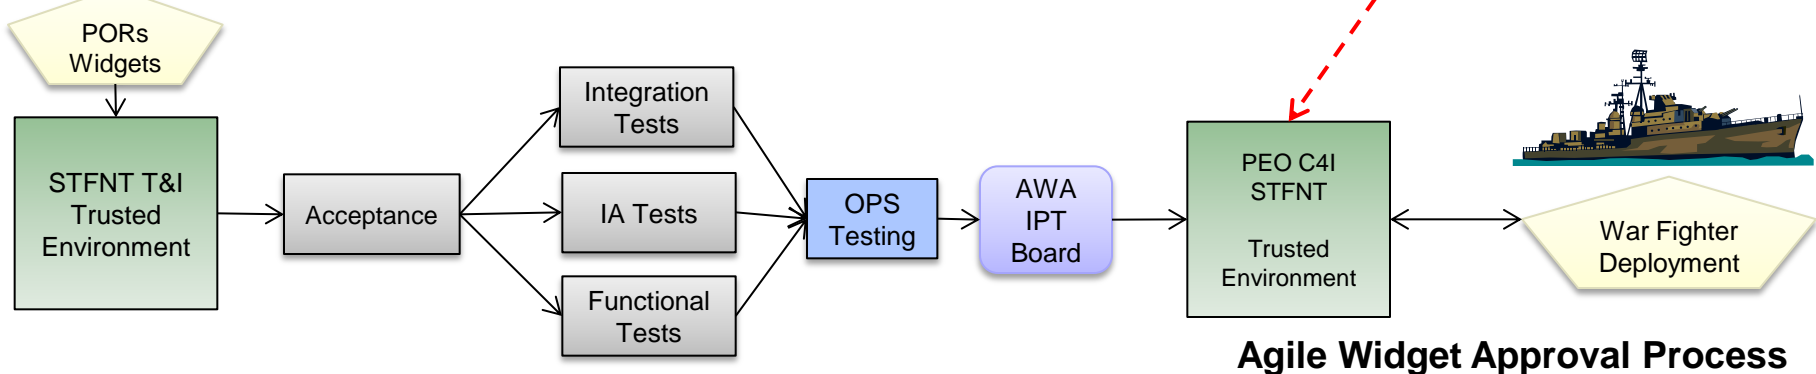 PORs
Widgets
STFNT T&I
Trusted
Environment
Acceptance
Integration
Tests
IA Tests
Functional
Tests
OPS
Testing
AWA
IPT
Board
PEO C4I
STFNT
Trusted
Environment
War Fighter
Deployment
Agile Widget Approval Process